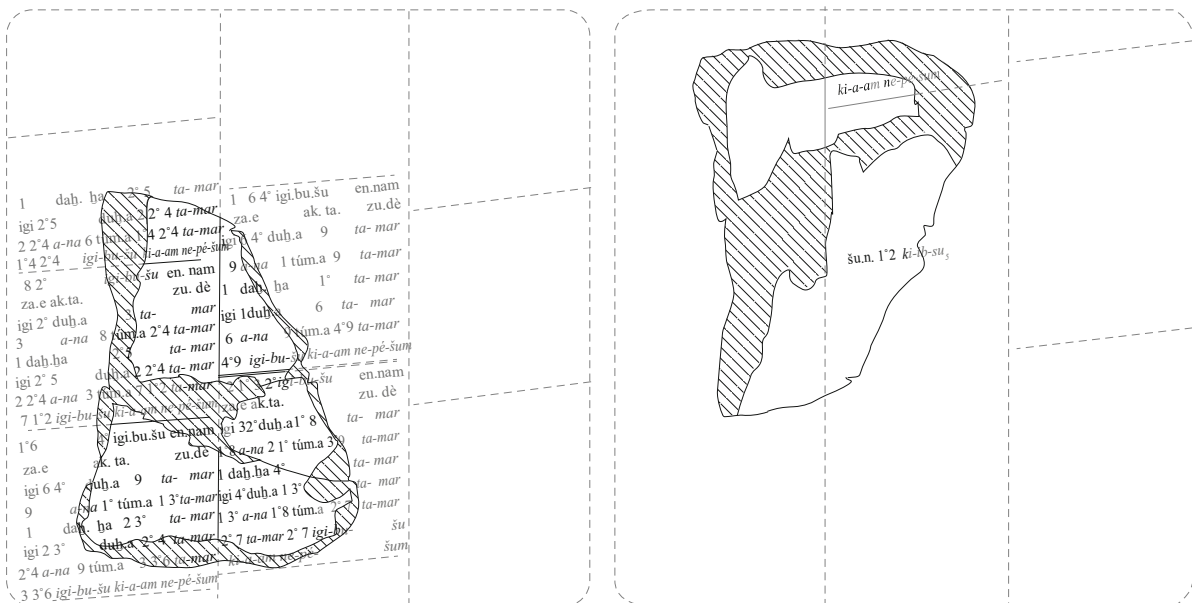 1 daḫ. ḫa 2°5 ta-mar
igi 2°5 duḫ.a 2 2°4 ta-mar
2 2°4 a-na 6 túm.a 1°4 2°4 ta-mar
1°4 2°4 igi-bu-šu ki-a-am ne-pé-šum
8 2° igi-bu-šu en. nam
za.e ak.ta. zu. dè
igi 2° duḫ.a 3 ta- mar
3 a-na 8 túm.a 2°4 ta-mar
1 daḫ.ḫa 2°5 ta-mar
igi 2°5 duḫ.a 2 2°4 ta-mar
2 2°4 a-na 3 túm.a 7 1°2 ta-mar
7 1°2 igi-bu-šu ki-a-am ne-pé-šum
1°6 4° igi.bu.šu en.nam
za.e ak. ta. zu.dè
igi 6 4° duḫ.a 9 ta- mar
9 a-na 1° túm.a 1 3° ta-mar
1 daḫ. ḫa 2 3° ta- mar
igi 2 3° duḫ.a 2°4 ta-mar
2°4 a-na 9 túm.a 3 3°6 ta-mar
3 3°6 igi-bu-šu ki-a-am ne-pé-šum
1 6 4° igi.bu.šu en.nam
za.e ak. ta. zu.dè
igi 6 4° duḫ.a 9 ta- mar
9 a-na 1 túm.a 9 ta- mar
1 daḫ. ḫa 1° ta- mar
igi 1°duḫ.a 6 ta- mar
6 a-na 9 túm.a 4°9 ta-mar
4°9 igi-bu-šu ki-a-am ne-pé-šum
2 1° 3 2° igi-bu-šu en.nam
za.e ak.ta. zu. dè
igi 32°duḫ.a1° 8 ta- mar
1°8 a-na 2 1° túm.a 3°9 ta-mar
1 daḫ.ḫa 4° ta- mar
igi 4°duḫ.a 1 3° ta- mar
1 3° a-na 1°8 túm.a 2° 7 ta-mar
2° 7 ta-mar 2° 7 igi-bu- šu
ki-a-am ne-pé- šum
ki-a-am ne-pé-šum
šu.n. 1°2 ki-ib-su₅